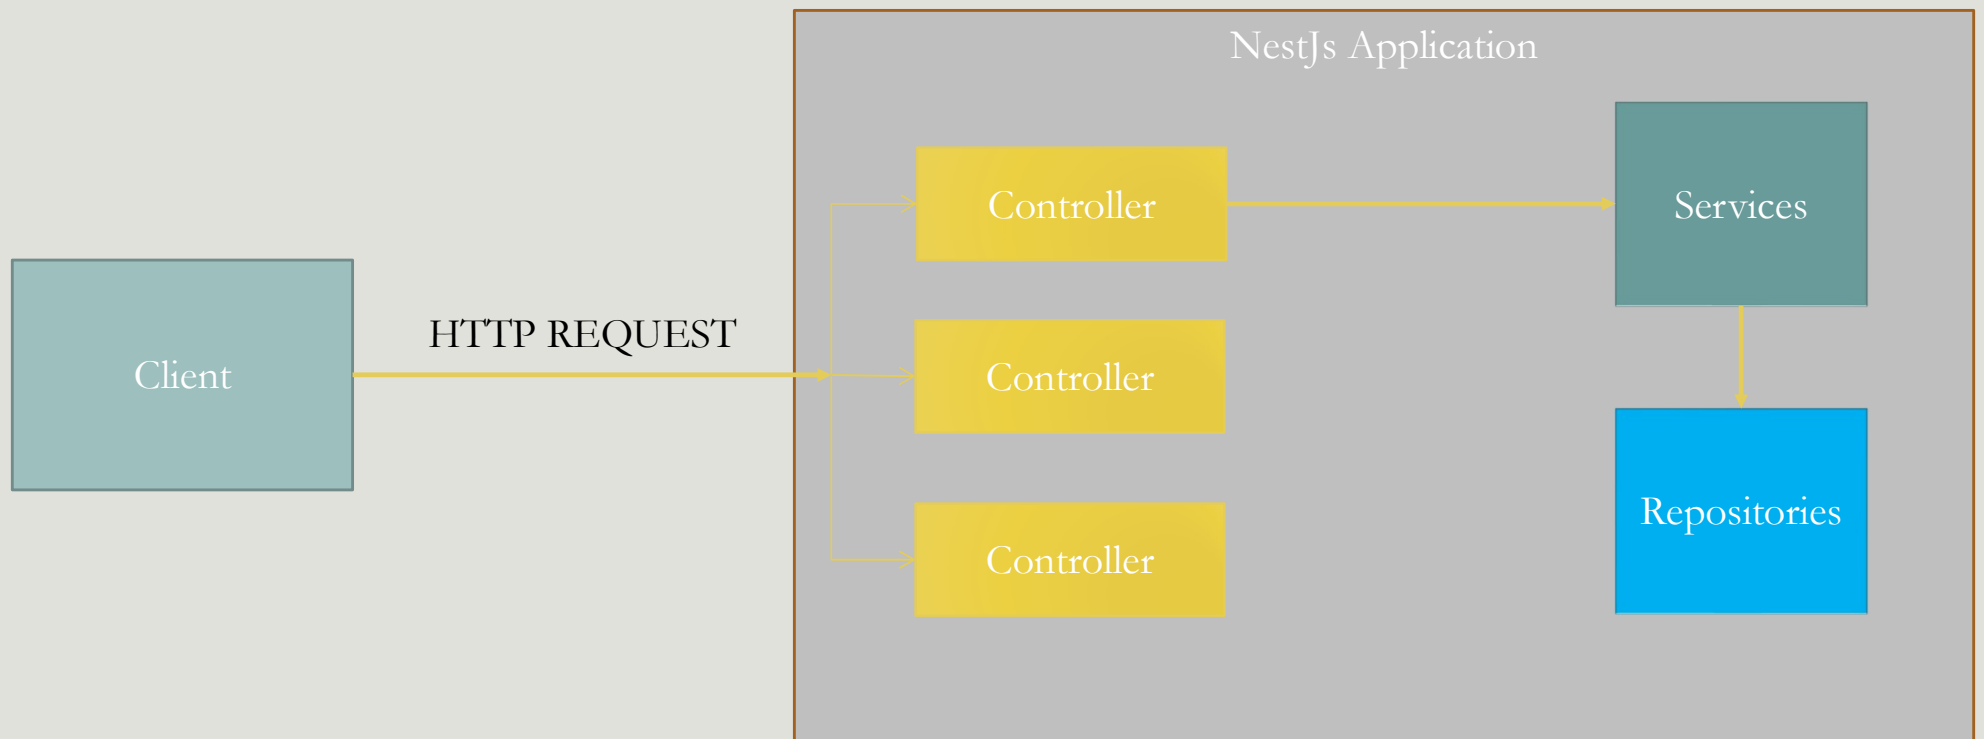 NestJs Application
Controller
Services
HTTP REQUEST
Client
Controller
Repositories
Controller